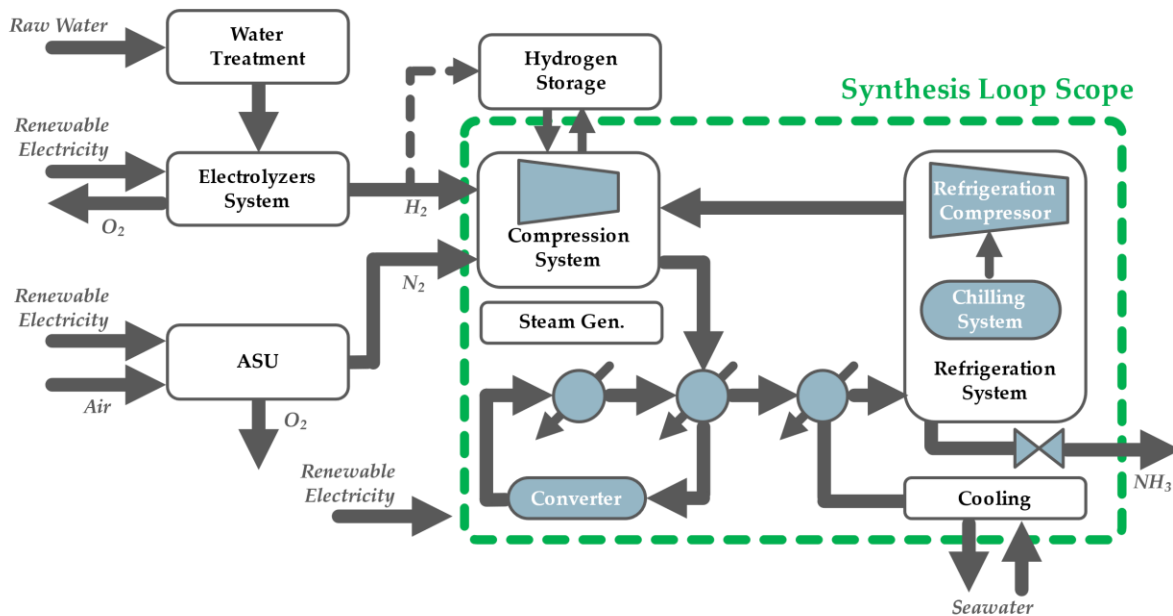 Raw Water
Water
Treatment
Hydrogen
Storage
Synthesis Loop Scope
Renewable
Electricity
Electrolyzers
System
O2
H2
Compression
System
Refrigeration
Compressor
N2
Chilling
System
Renewable
Electricity
Steam Gen.
ASU
Refrigeration
System
Air
O2
Renewable
Electricity
Converter
Cooling
NH3
Seawater